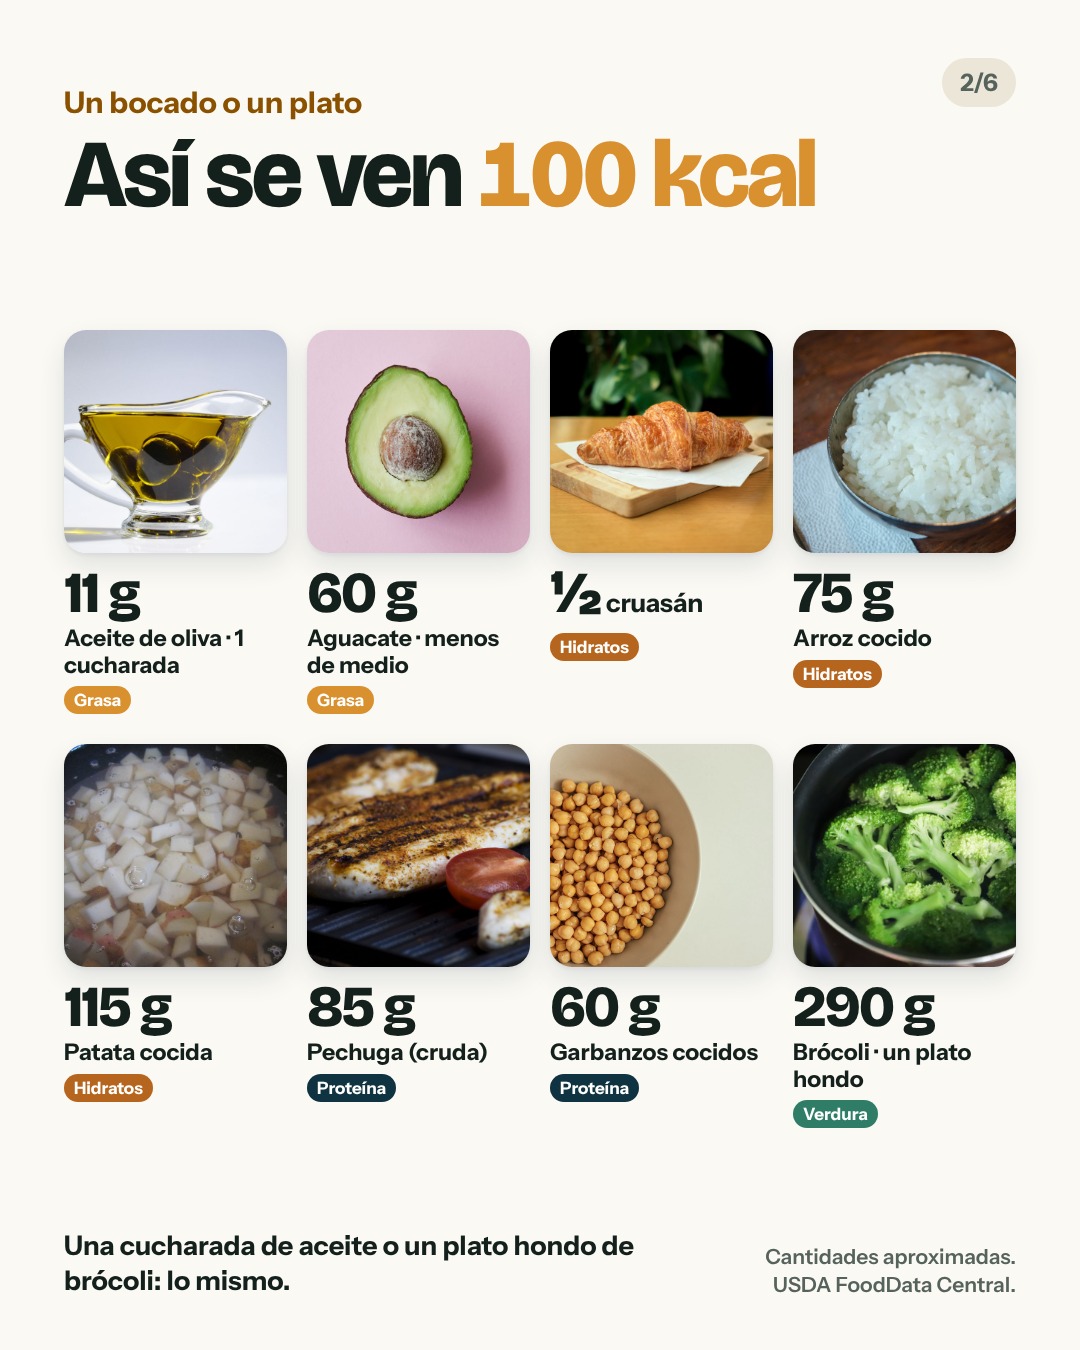 2/6
Un bocado o un plato
Así se ven 100 kcal
11 g
Aceite de oliva · 1
cucharada
Grasa
60 g
Aguacate · menos
de medio
Grasa
½ cruasán
Hidratos
75 g
Arroz cocido
Hidratos
115 g
Patata cocida
Hidratos
85 g
Pechuga (cruda)
Proteína
60 g
Garbanzos cocidos
Proteína
290 g
Brócoli · un plato
hondo
Verdura
Una cucharada de aceite o un plato hondo de
brócoli: lo mismo.
Cantidades aproximadas.
USDA FoodData Central.